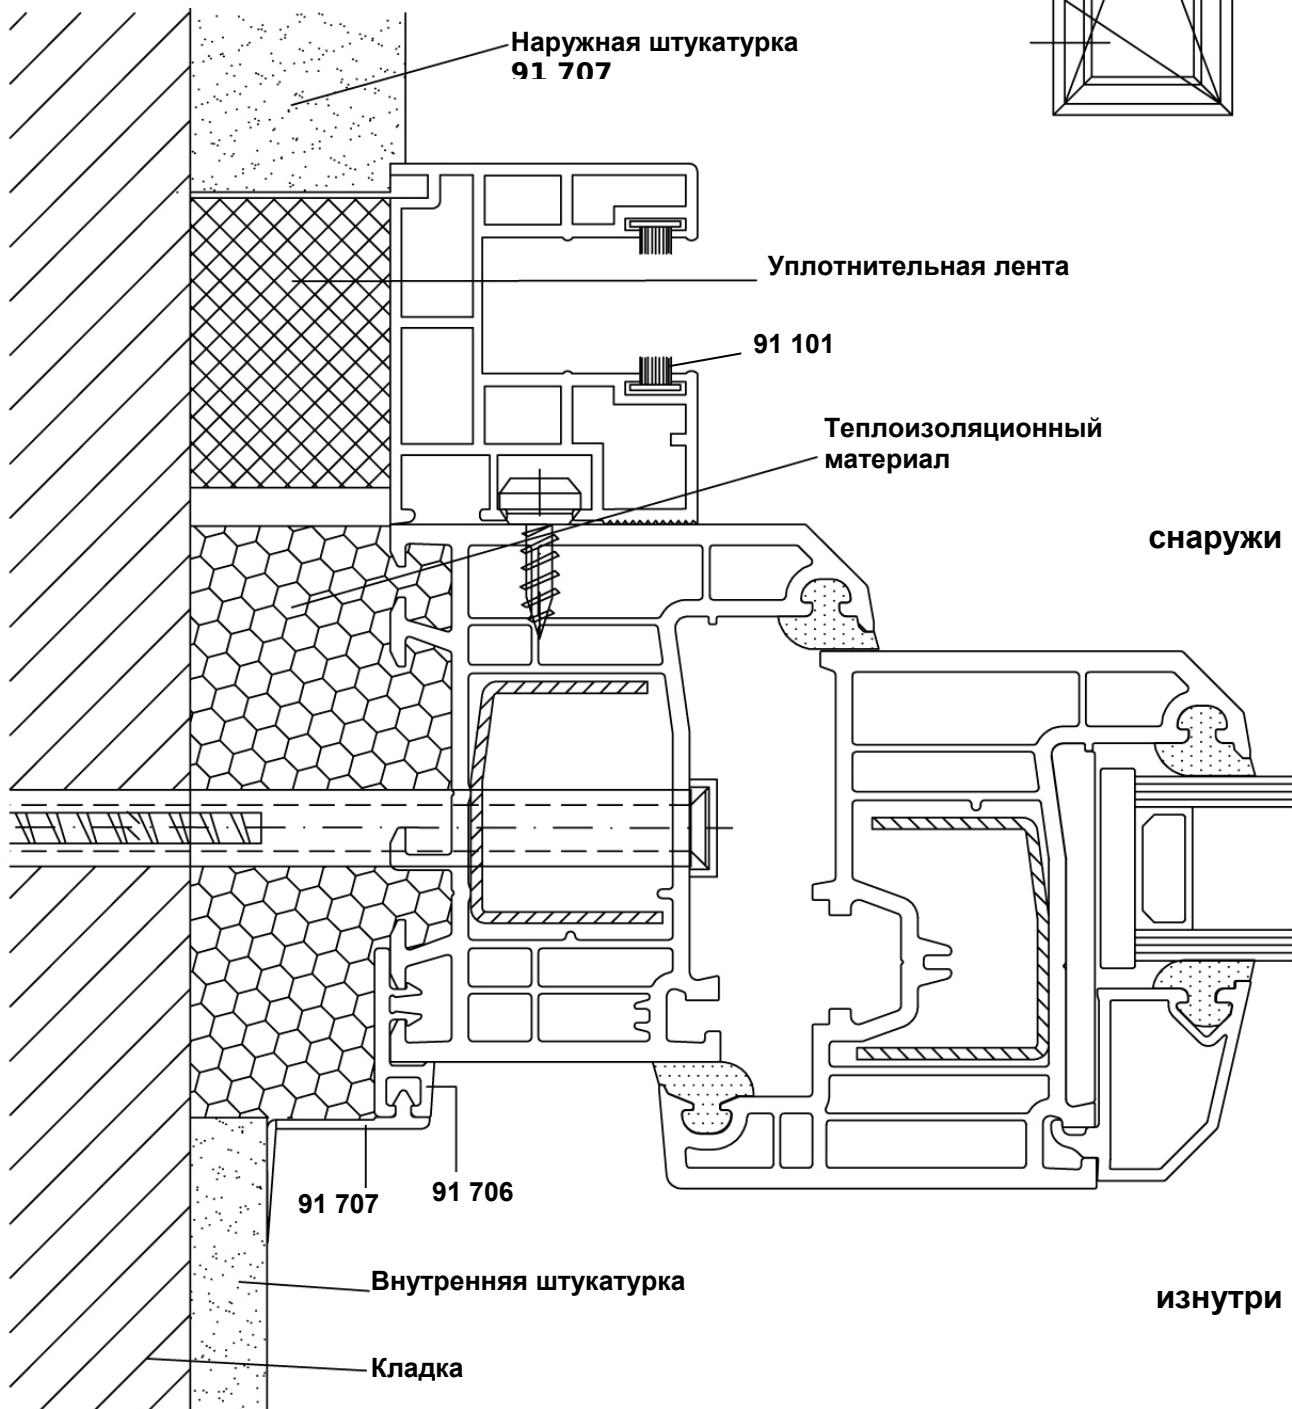 Наружная штукатурка
91 707
Уплотнительная лента
91 101
Теплоизоляционный
материал
снаружи
91 707
91 706
Внутренняя штукатурка
изнутри
Кладка